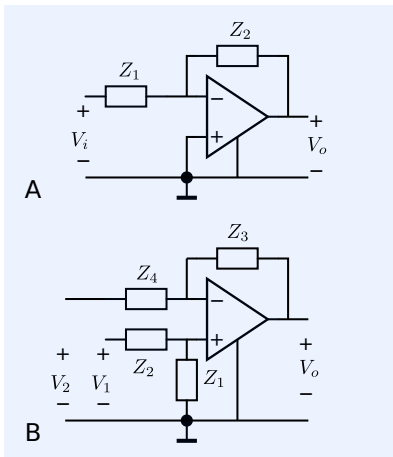 Z₂
Z₁
−
+
+
+
Vᵢ
Vₒ
−
−
A
Z₃
Z₄
−
+
Z₂
Z₁
+
+
+
V₂
V₁
Vₒ
−
−
−
B